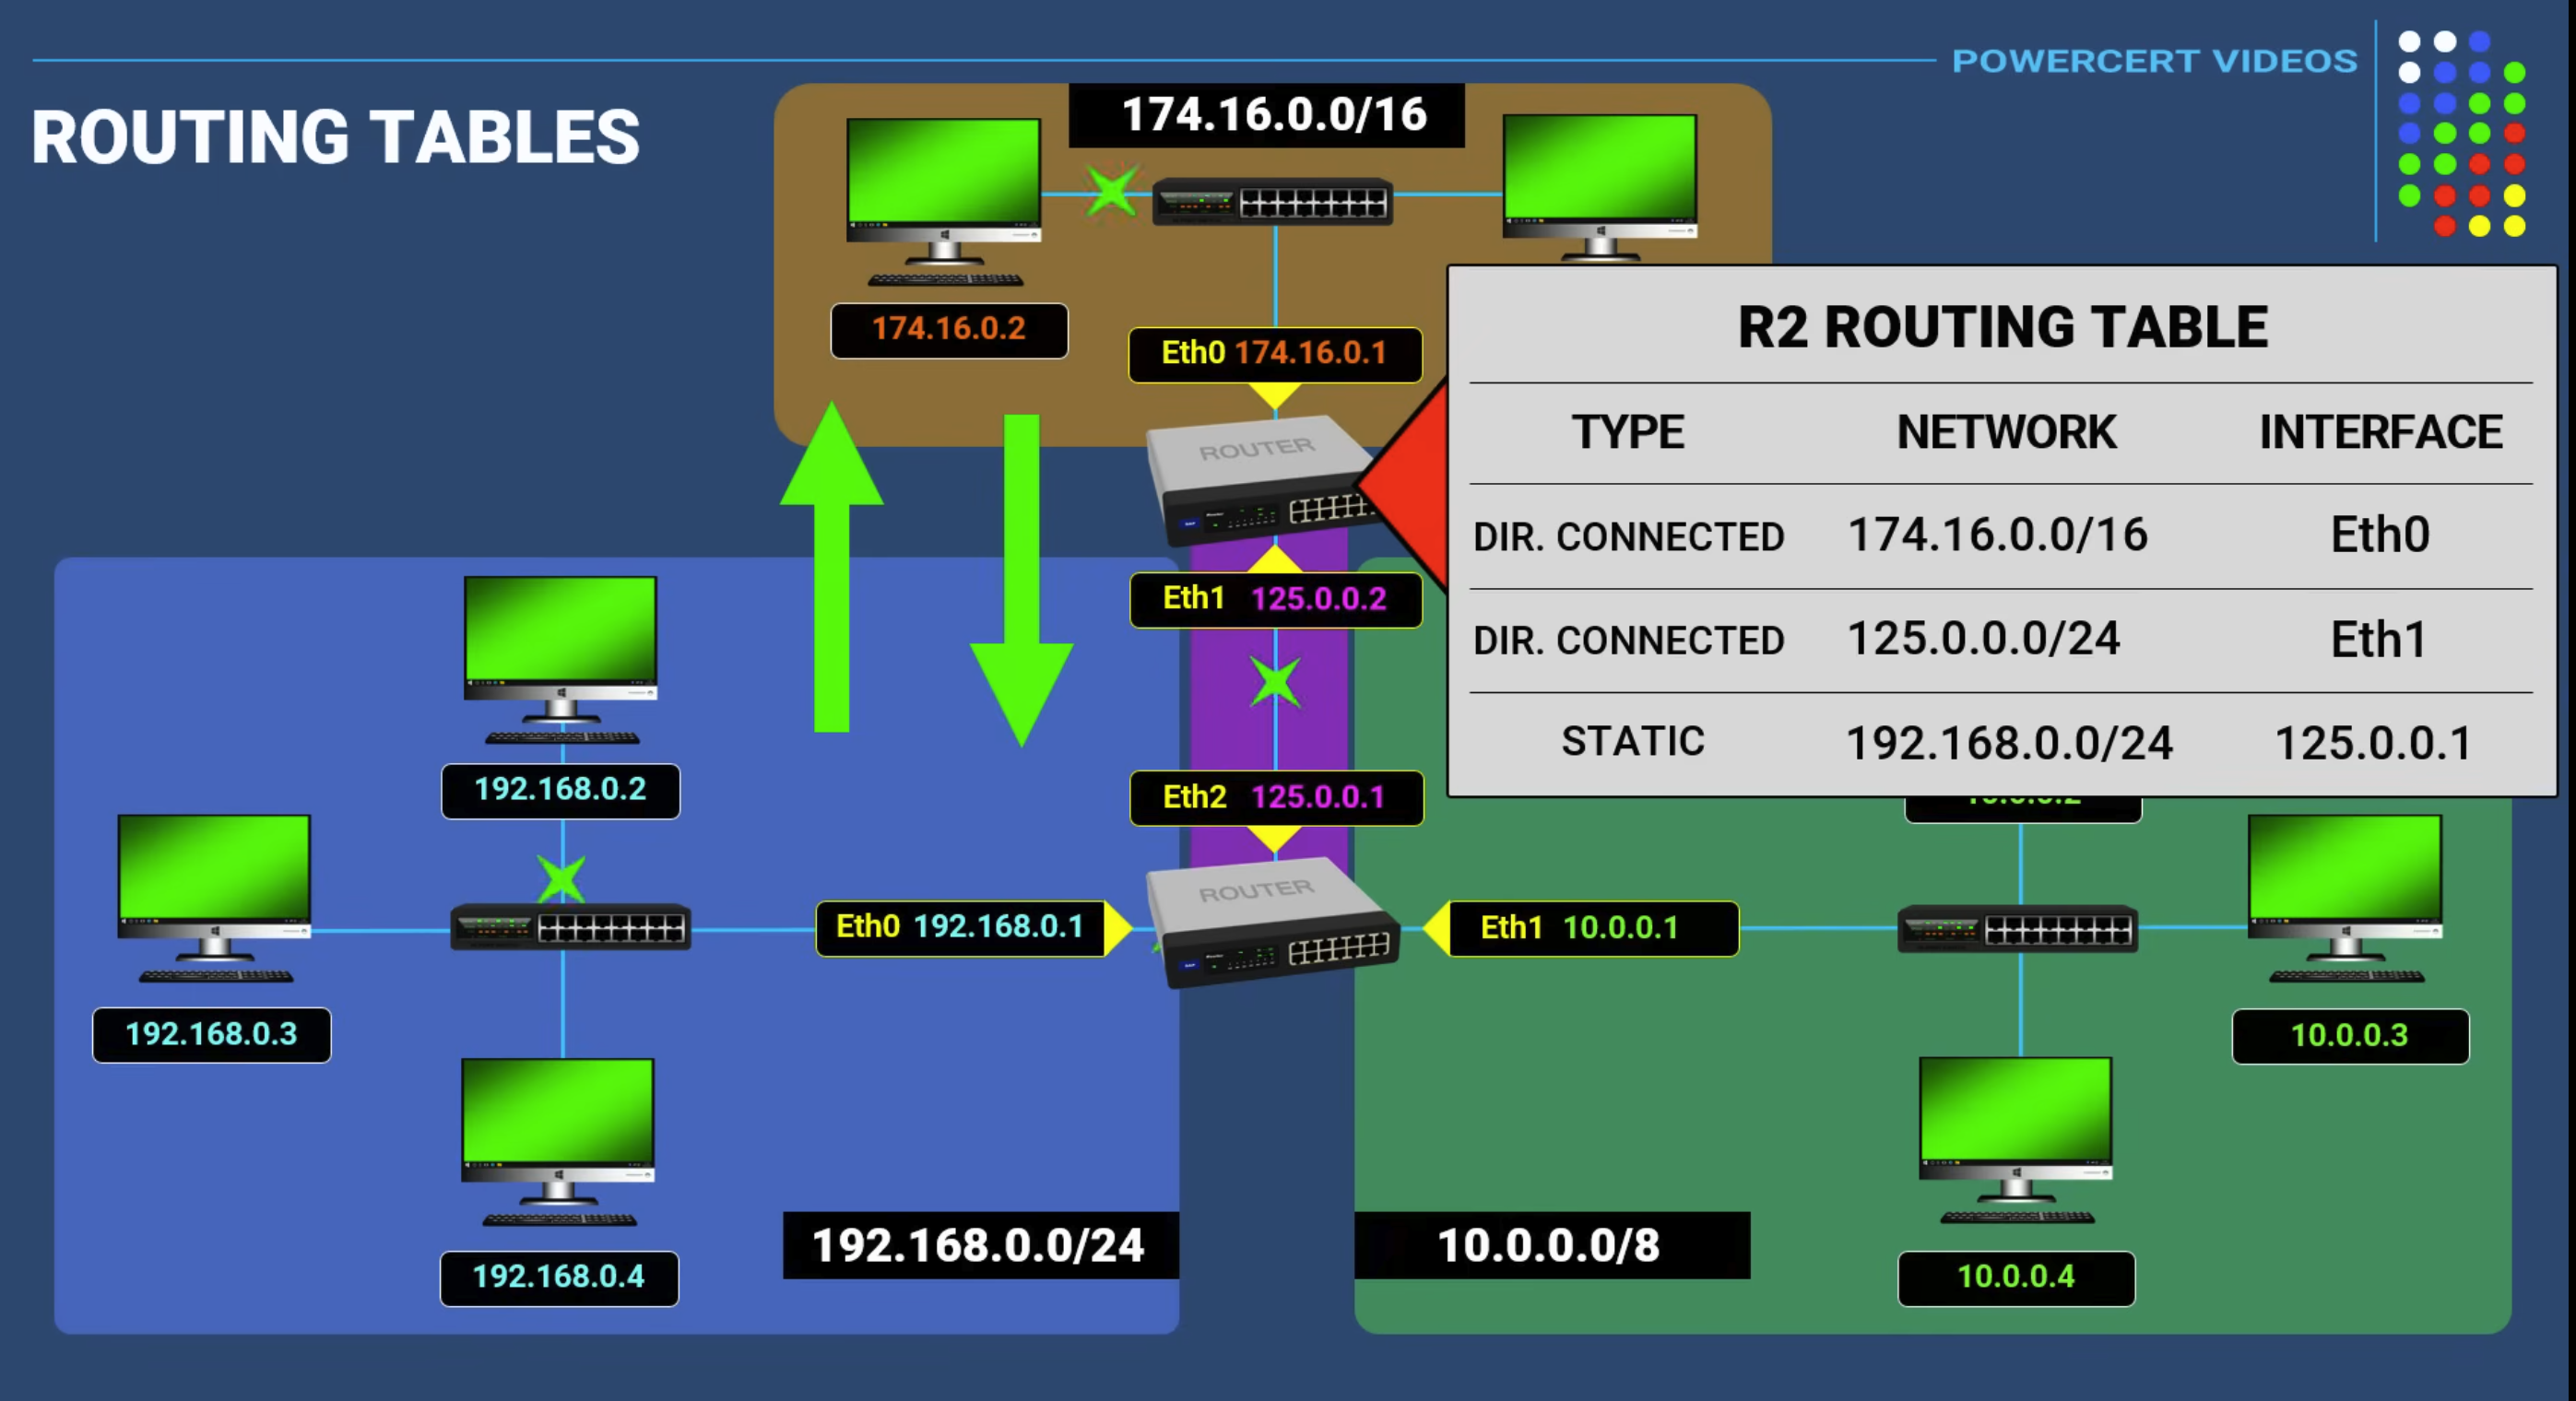 POWERCERT VIDEOS
ROUTING TABLES
174.16.0.0/16
174.16.0.2
Eth0 174.16.0.1
R2 ROUTING TABLE
TYPE NETWORK INTERFACE
DIR. CONNECTED 174.16.0.0/16 Eth0
DIR. CONNECTED 125.0.0.0/24 Eth1
STATIC 192.168.0.0/24 125.0.0.1
ROUTER
Eth1 125.0.0.2
192.168.0.2
Eth2 125.0.0.1
ROUTER
Eth0 192.168.0.1
Eth1 10.0.0.1
192.168.0.3
10.0.0.3
192.168.0.4
192.168.0.0/24
10.0.0.0/8
10.0.0.4